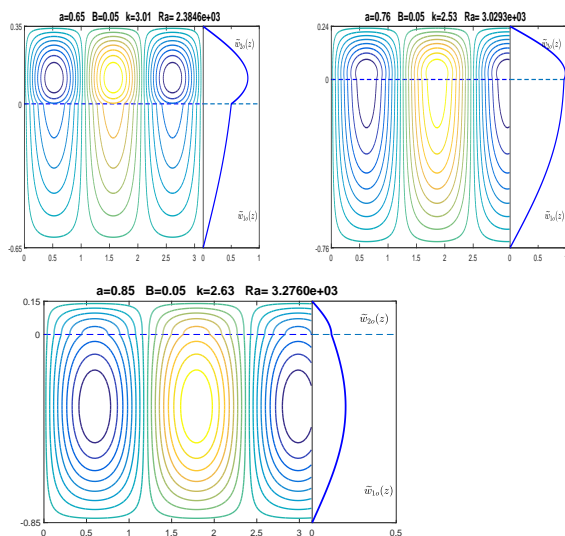 a=0.65 B=0.05 k=3.01 Ra= 2.3846e+03
0.35
0
-0.65
w̃₂ₒ(z)
w̃₁ₒ(z)
0 0.5 1 1.5 2 2.5 3 0 1
a=0.76 B=0.05 k=2.53 Ra= 3.0293e+03
0.24
0
-0.76
w̃₁ₒ(z)
0 0.5 1 1.5 2 2.5 0 0.5 1
a=0.85 B=0.05 k=2.63 Ra= 3.2760e+03
0.15
0
-0.85
w̃₂ₒ(z)
w̃₁ₒ(z)
0 0.5 1 1.5 2 2.5 3 0 0.5